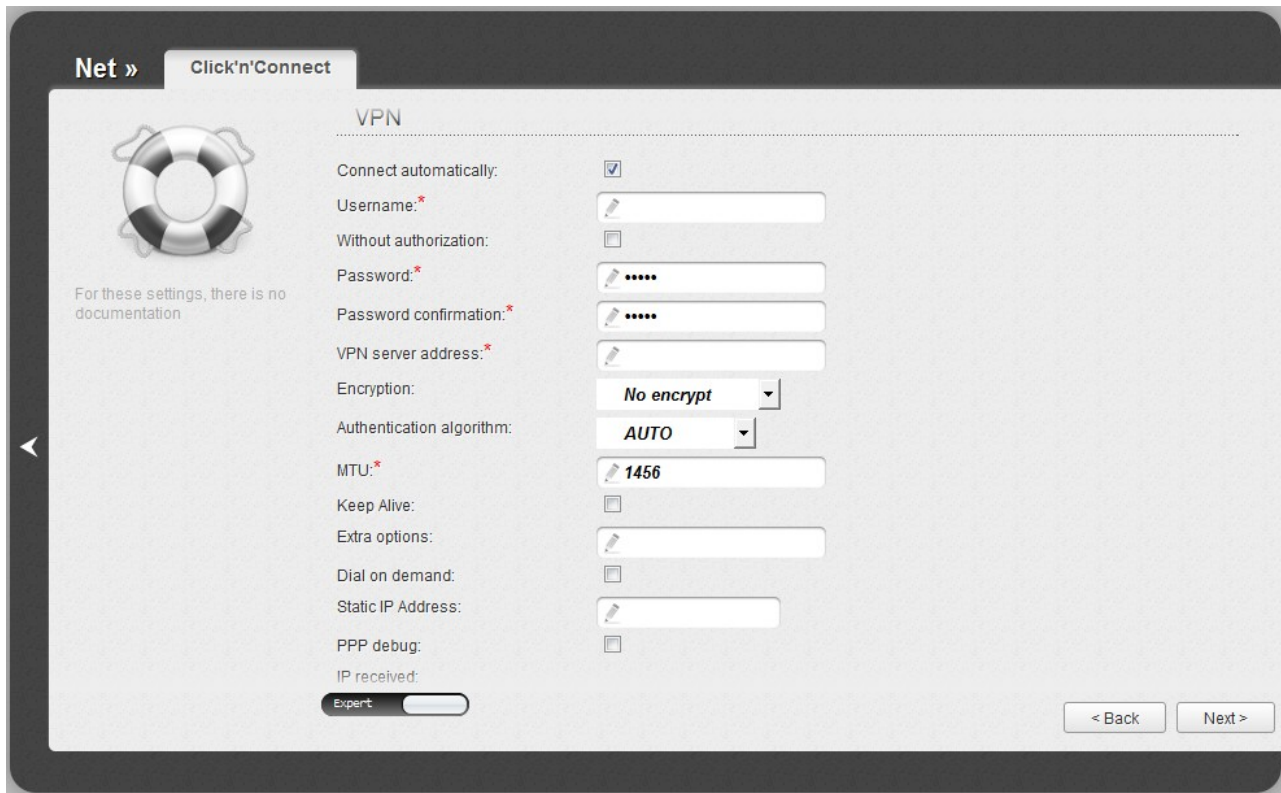 Net »
Click'n'Connect
VPN
For these settings, there is no
documentation
Connect automatically:
Username:*
Without authorization:
Password:* •••••
Password confirmation:* •••••
VPN server address:*
Encryption: No encrypt
Authentication algorithm: AUTO
MTU:* 1456
Keep Alive:
Extra options:
Dial on demand:
Static IP Address:
PPP debug:
IP received:
Expert
< Back Next >